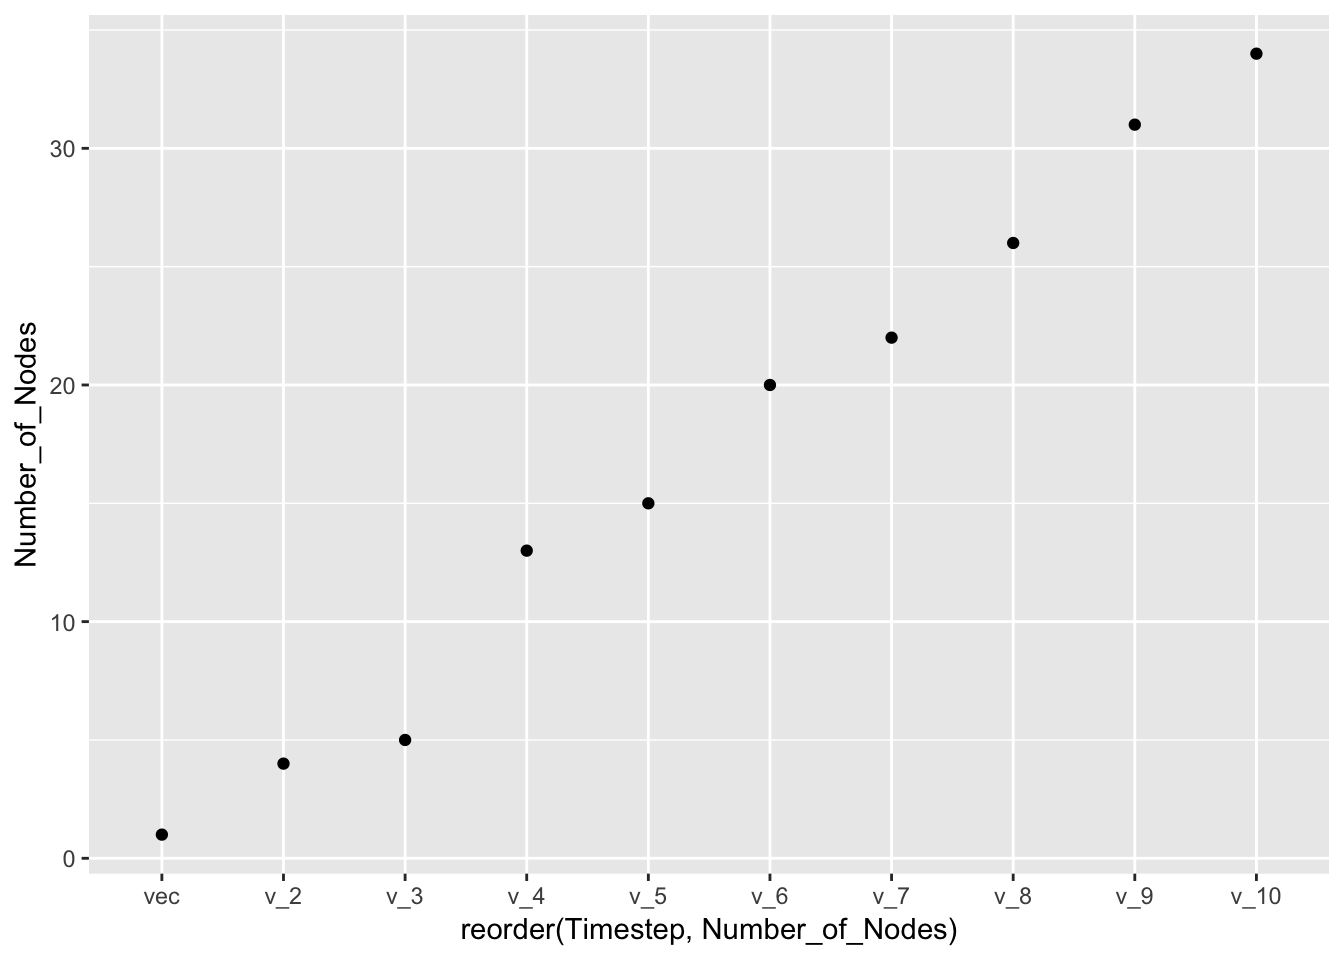 Number_of_Nodes
30
20
10
0
vec v_2 v_3 v_4 v_5 v_6 v_7 v_8 v_9 v_10
reorder(Timestep, Number_of_Nodes)